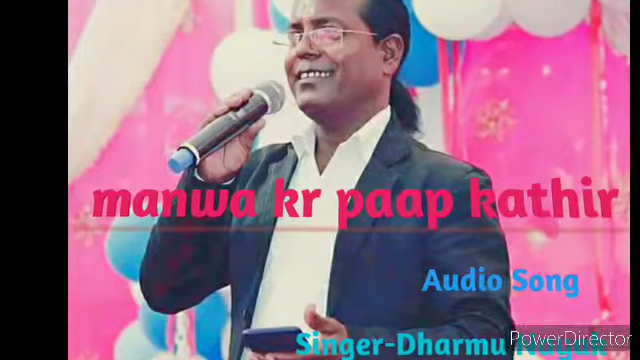 manwa kr paap kathir
Audio Song
PowerDirector
Singer-Dharmu